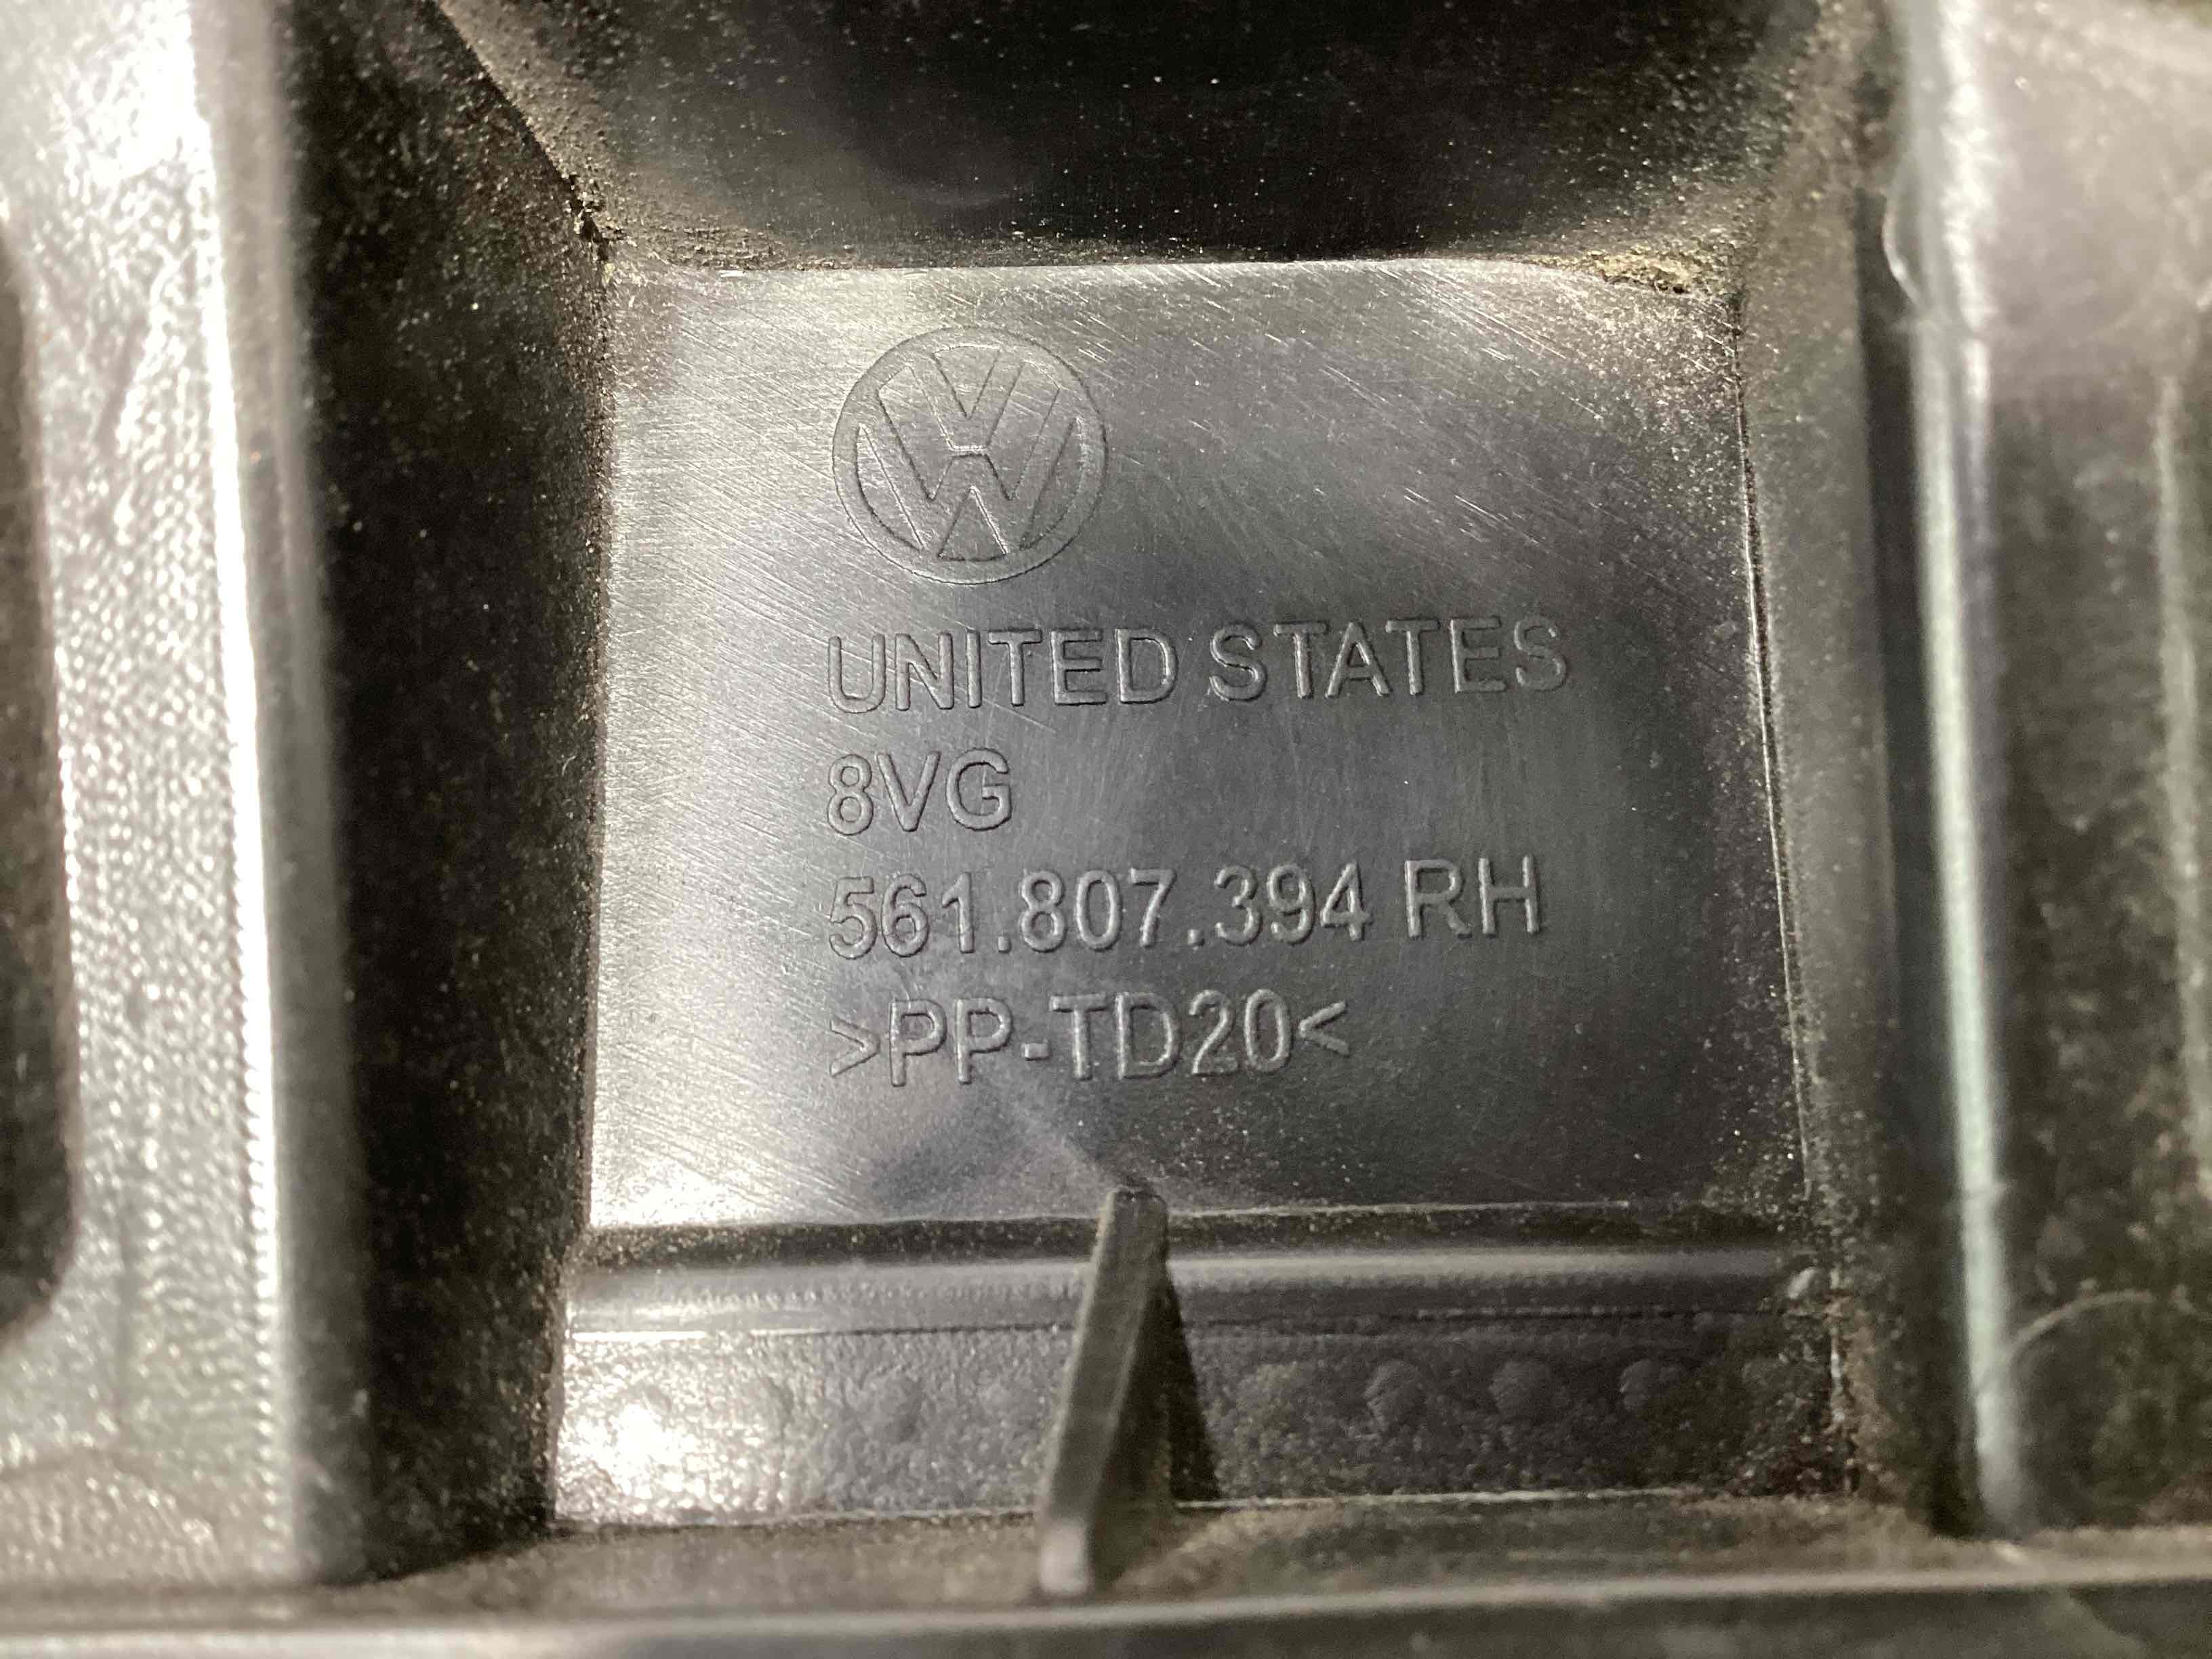 UNITED STATES
8VG
561.807.394 RH
>PP-TD20<